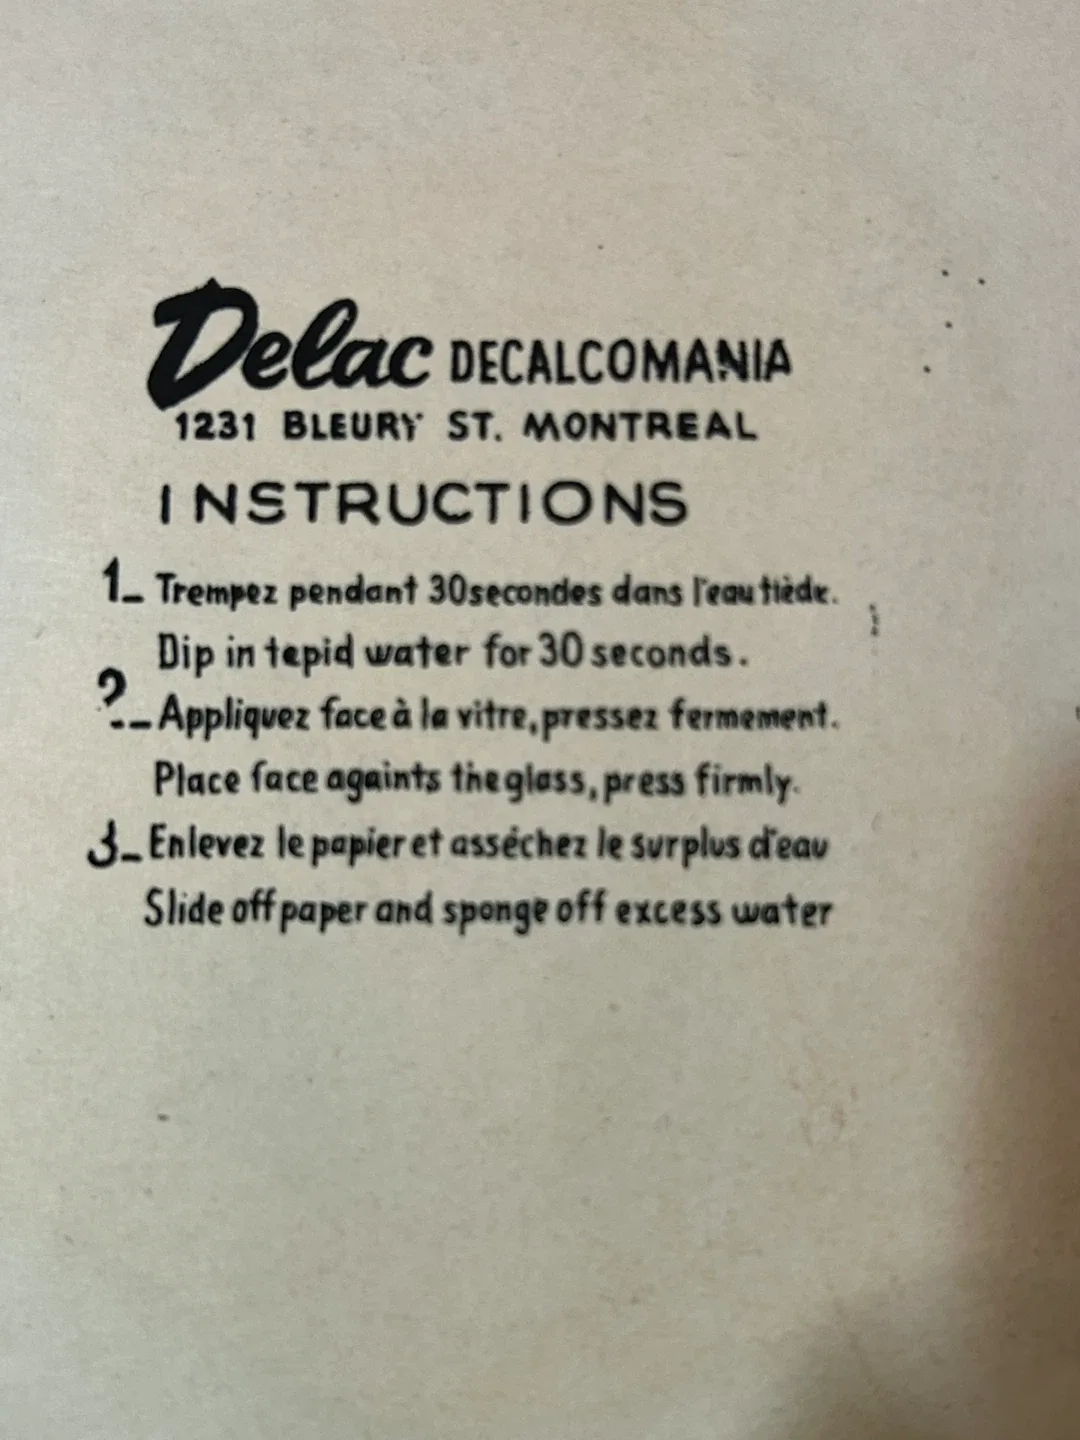 Delac DECALCOMANIA
1231 BLEURY ST. MONTREAL
INSTRUCTIONS
1_ Trempez pendant 30 secondes dans l'eau tiède.
Dip in tepid water for 30 seconds.
2_ Appliquez face à la vitre, pressez fermement.
Place face againts the glass, press firmly.
3_ Enlevez le papier et asséchez le surplus d'eau
Slide off paper and sponge off excess water